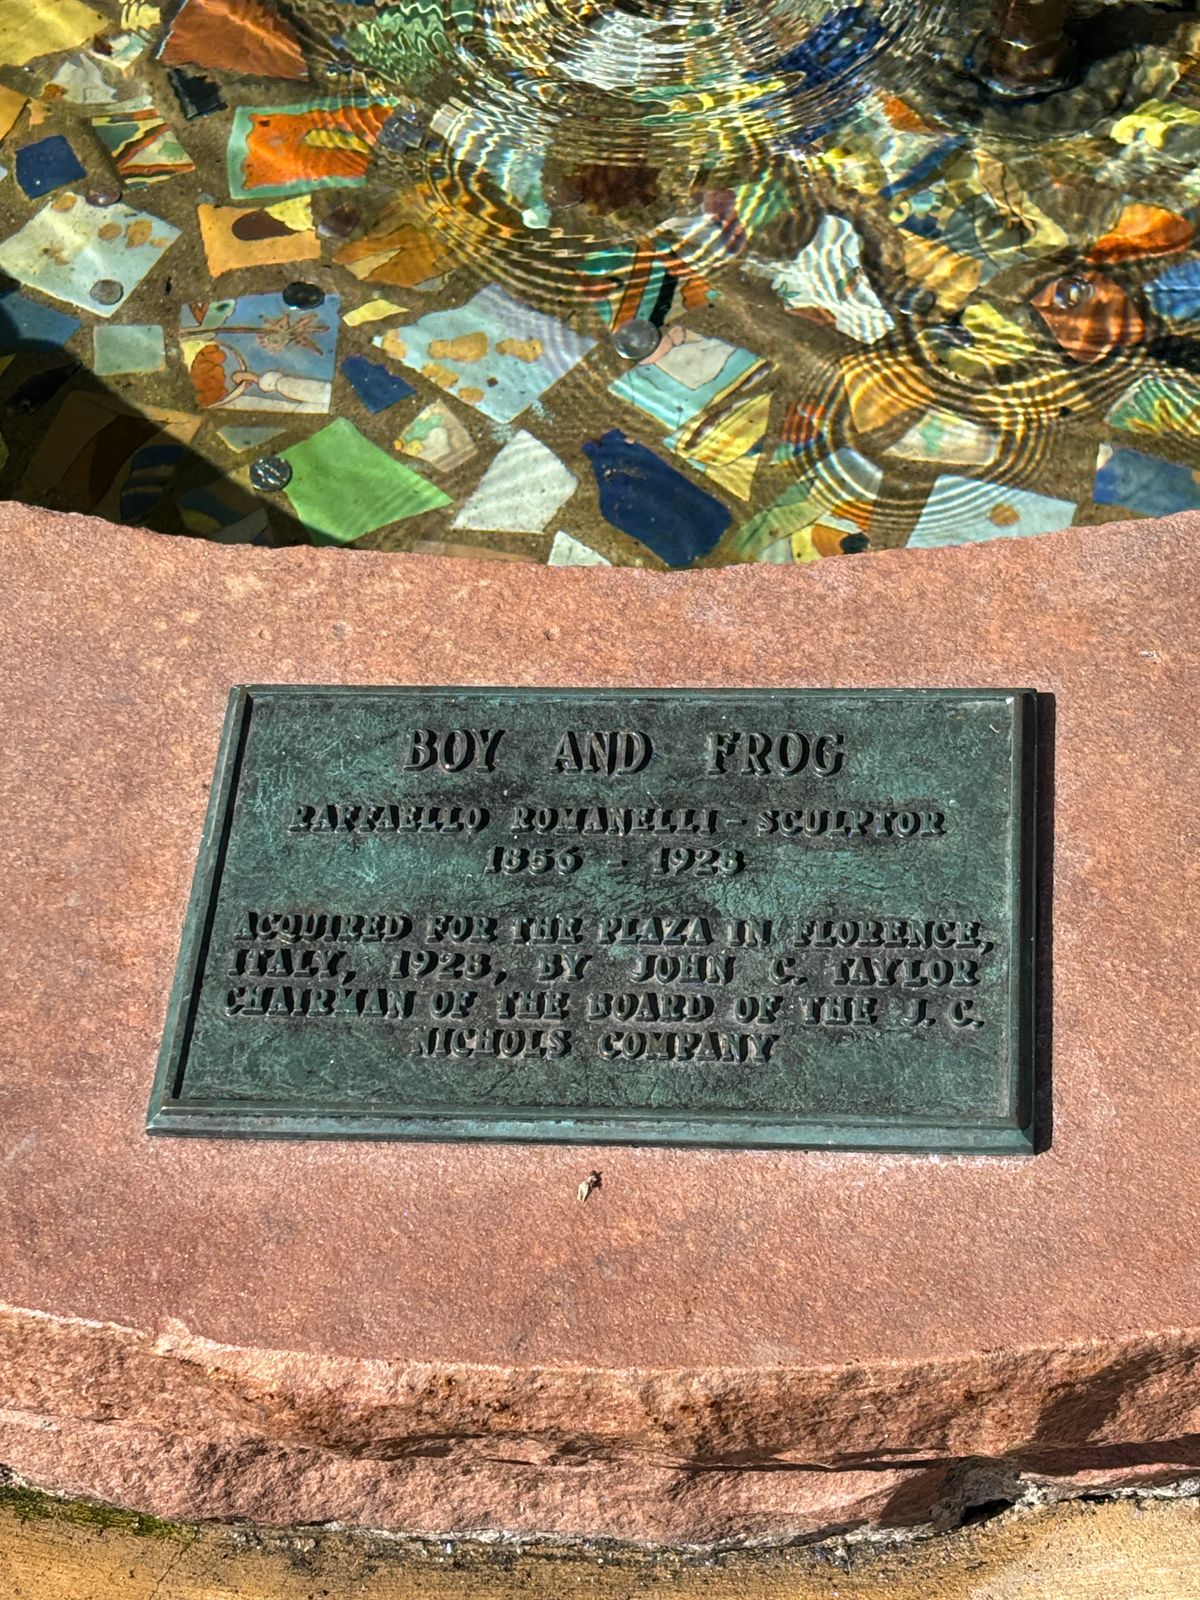 BOY AND FROG
RAFFAELLO ROMANELLI - SCULPTOR
1856 - 1928
ACQUIRED FOR THE PLAZA IN FLORENCE,
ITALY, 1928, BY JOHN C. TAYLOR
CHAIRMAN OF THE BOARD OF THE J. C.
NICHOLS COMPANY